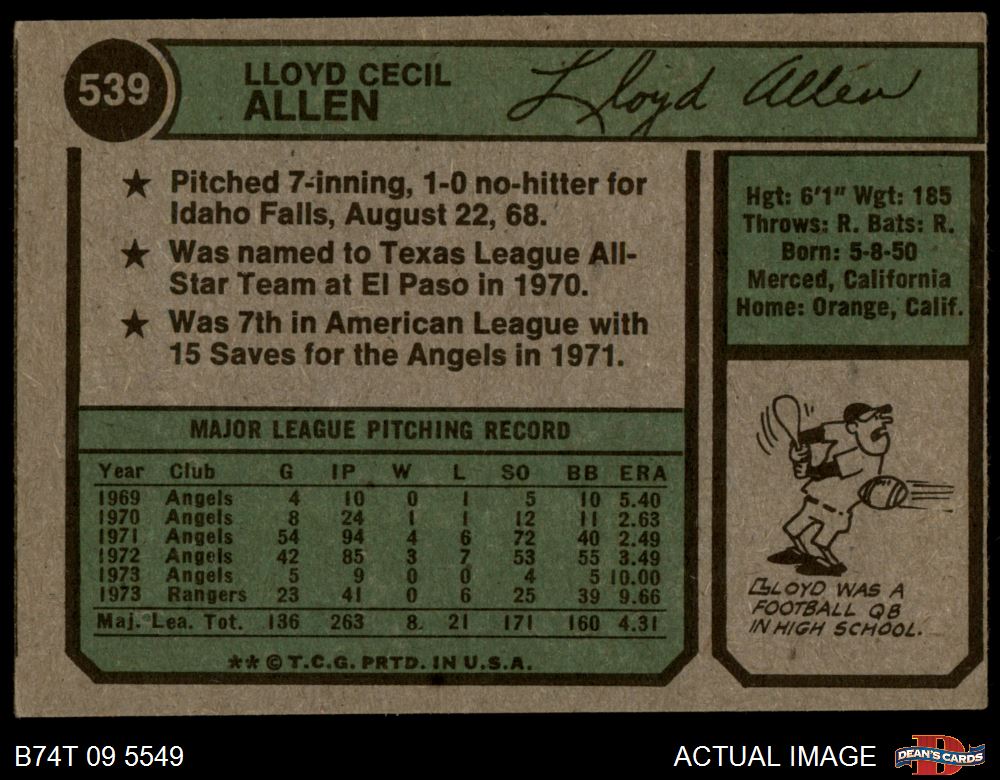 539
LLOYD CECIL
ALLEN
Lloyd Allen
★ Pitched 7-inning, 1-0 no-hitter for
Idaho Falls, August 22, 68.
★ Was named to Texas League All-
Star Team at El Paso in 1970.
★ Was 7th in American League with
15 Saves for the Angels in 1971.
Hgt: 6'1" Wgt: 185
Throws: R. Bats: R.
Born: 5-8-50
Merced, California
Home: Orange, Calif.
MAJOR LEAGUE PITCHING RECORD
Year Club G IP W L SO BB ERA
1969 Angels 4 10 0 1 5 10 5.40
1970 Angels 8 24 1 1 12 11 2.63
1971 Angels 54 94 4 6 72 40 2.49
1972 Angels 42 85 3 7 53 55 3.49
1973 Angels 5 9 0 0 4 5 10.00
1973 Rangers 23 41 0 6 25 39 9.66
Maj. Lea. Tot. 136 263 8 21 171 160 4.31
** © T.C.G. PRTD. IN U.S.A.
LLOYD WAS A
FOOTBALL QB
IN HIGH SCHOOL.
B74T 09 5549
ACTUAL IMAGE
DEAN'S CARDS